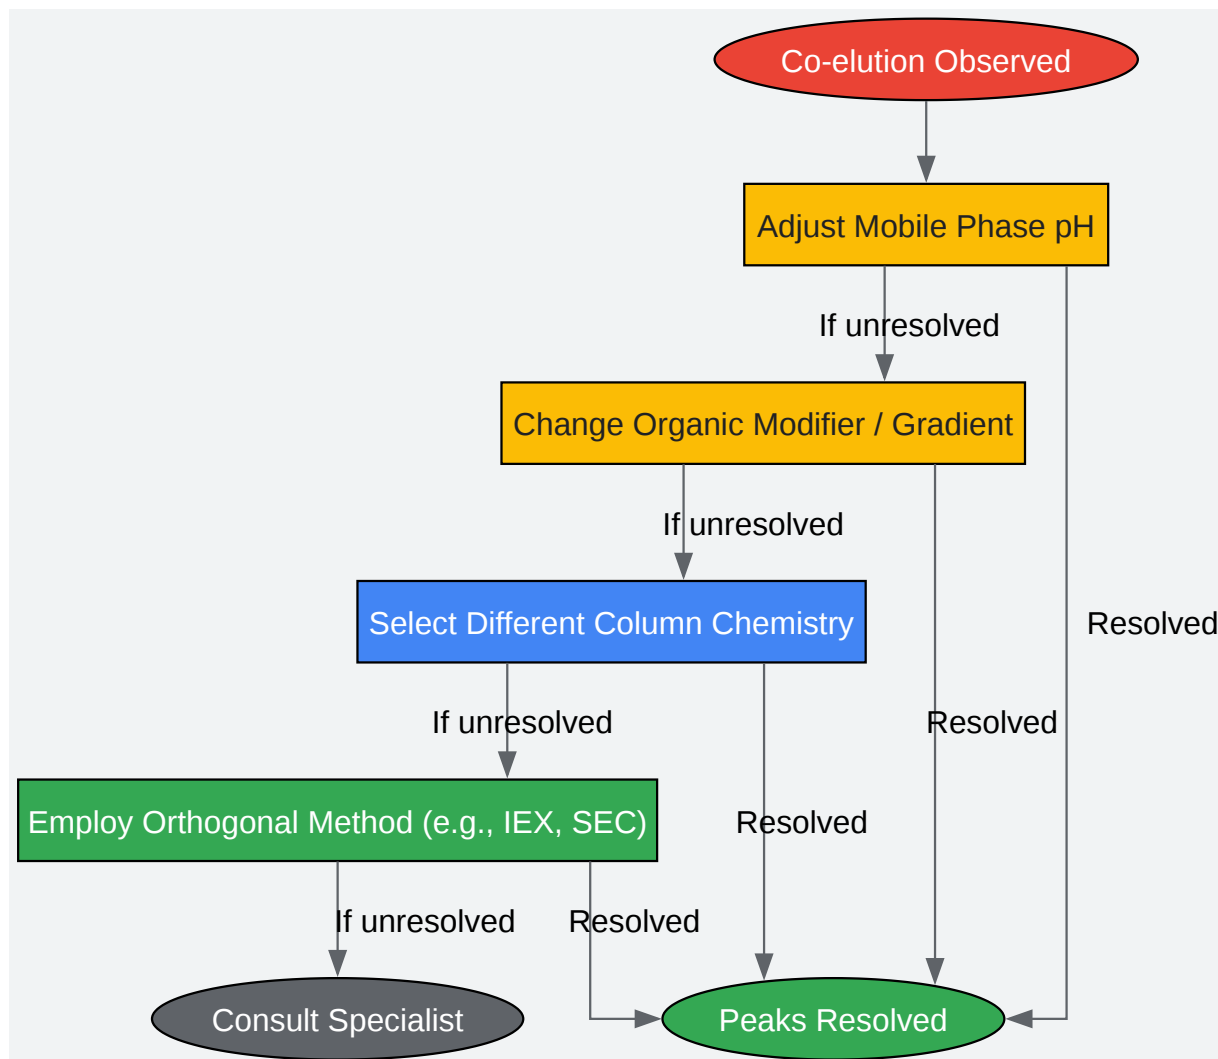 Co-elution Observed
Adjust Mobile Phase pH
If unresolved
Change Organic Modifier / Gradient
If unresolved
Select Different Column Chemistry
Resolved
If unresolved
Resolved
Employ Orthogonal Method (e.g., IEX, SEC)
Resolved
If unresolved
Resolved
Consult Specialist
Peaks Resolved